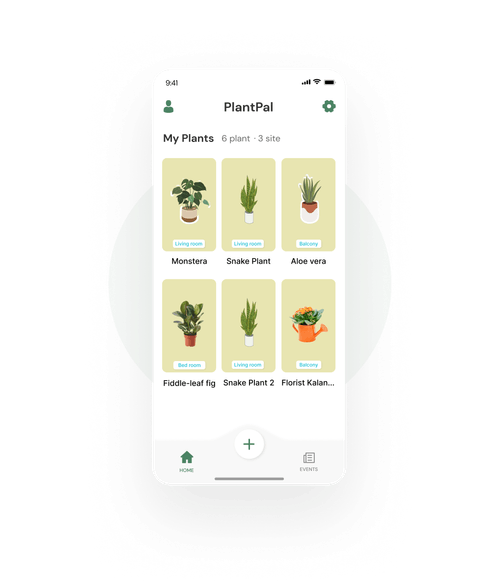 9:41
PlantPal
My Plants 6 plant · 3 site
Living room Living room Balcony
Monstera Snake Plant Aloe vera
Bed room Living room Balcony
Fiddle-leaf fig Snake Plant 2 Florist Kalan...
HOME EVENTS